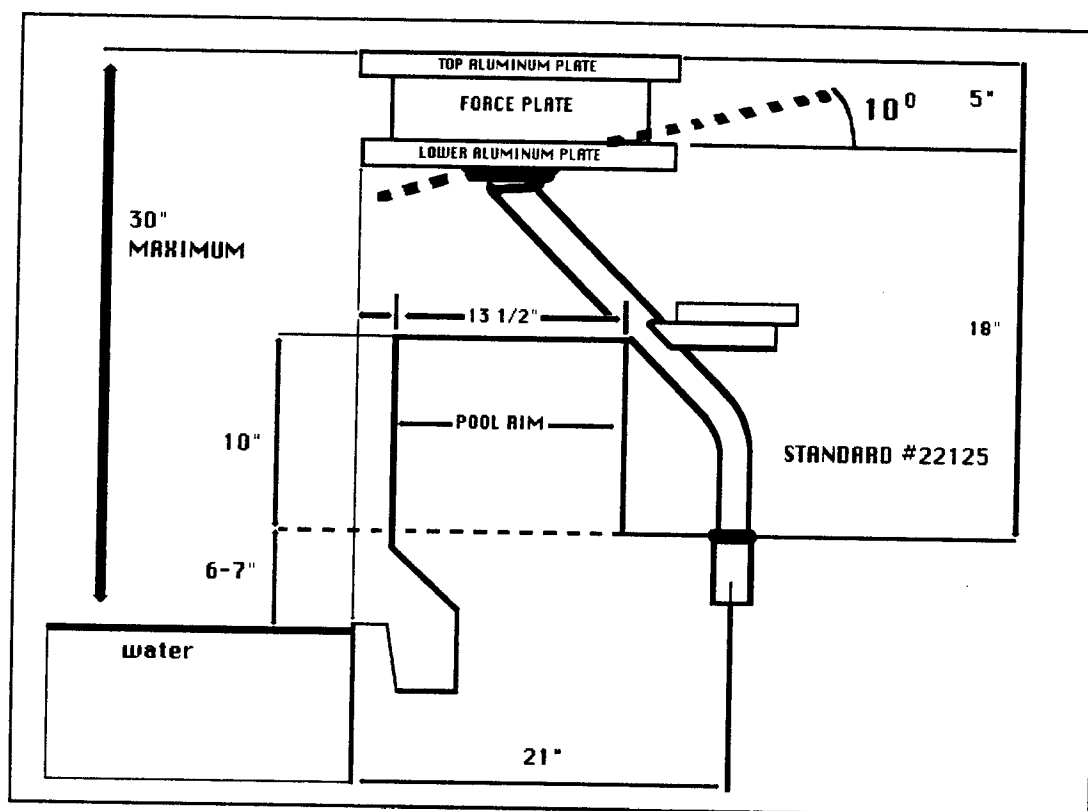 TOP ALUMINUM PLATE
FORCE PLATE
10⁰
5"
LOWER ALUMINUM PLATE
30"
MAXIMUM
13 1/2"
18"
10"
POOL RIM
STANDARD #22125
6-7"
water
21"